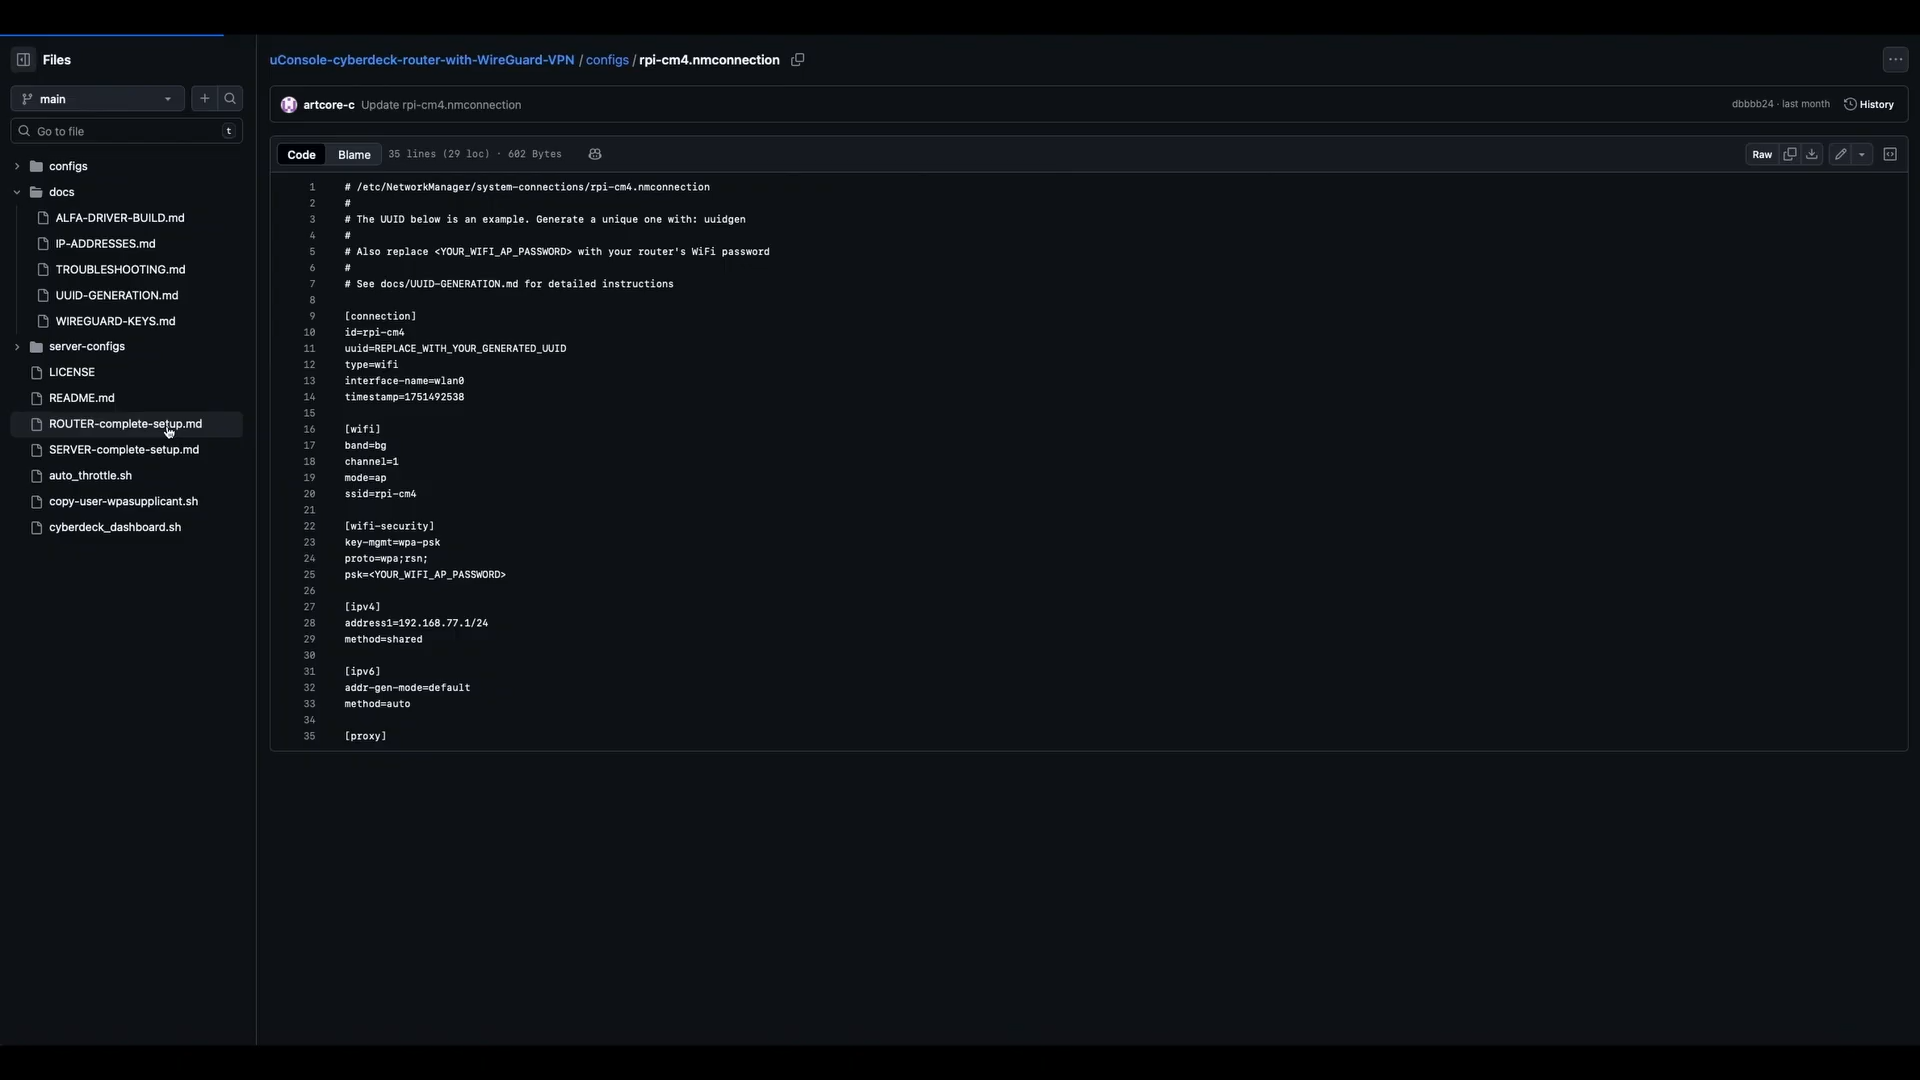 Files
main
Go to file
t
configs
docs
ALFA-DRIVER-BUILD.md
IP-ADDRESSES.md
TROUBLESHOOTING.md
UUID-GENERATION.md
WIREGUARD-KEYS.md
server-configs
LICENSE
README.md
ROUTER-complete-setup.md
SERVER-complete-setup.md
auto_throttle.sh
copy-user-wpasupplicant.sh
cyberdeck_dashboard.sh
uConsole-cyberdeck-router-with-WireGuard-VPN / configs / rpi-cm4.nmconnection
artcore-c Update rpi-cm4.nmconnection
dbbbb24 · last month
History
Code Blame 35 lines (29 loc) · 602 Bytes
Raw
1 # /etc/NetworkManager/system-connections/rpi-cm4.nmconnection
2 #
3 # The UUID below is an example. Generate a unique one with: uuidgen
4 #
5 # Also replace <YOUR_WIFI_AP_PASSWORD> with your router's WiFi password
6 #
7 # See docs/UUID-GENERATION.md for detailed instructions
8
9 [connection]
10 id=rpi-cm4
11 uuid=REPLACE_WITH_YOUR_GENERATED_UUID
12 type=wifi
13 interface-name=wlan0
14 timestamp=1751492538
15
16 [wifi]
17 band=bg
18 channel=1
19 mode=ap
20 ssid=rpi-cm4
21
22 [wifi-security]
23 key-mgmt=wpa-psk
24 proto=wpa;rsn;
25 psk=<YOUR_WIFI_AP_PASSWORD>
26
27 [ipv4]
28 address1=192.168.77.1/24
29 method=shared
30
31 [ipv6]
32 addr-gen-mode=default
33 method=auto
34
35 [proxy]